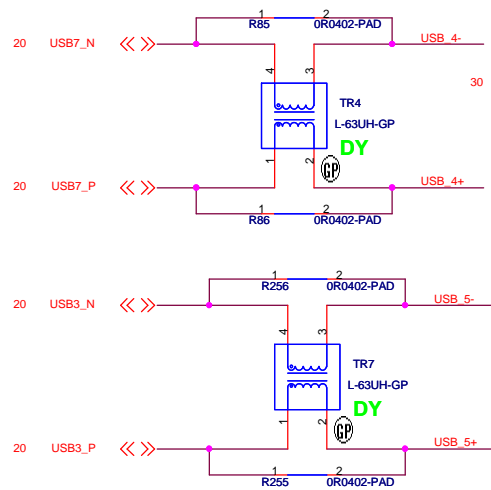 1 2
R85 0R0402-PAD
20 USB7_N USB_4-
4 3
30
TR4
L-63UH-GP
DY
1 2
GP
20 USB7_P USB_4+
1 2
R86 0R0402-PAD
1 2
R256 0R0402-PAD
20 USB3_N USB_5-
4 3
TR7
L-63UH-GP
DY
1 2
GP
20 USB3_P USB_5+
1 2
R255 0R0402-PAD